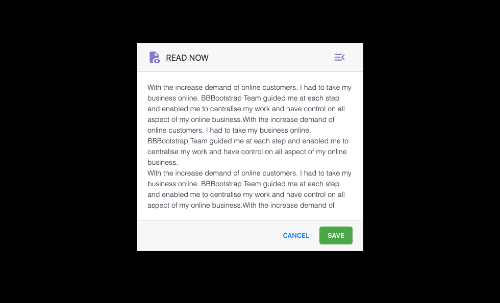 READ NOW
With the increase demand of online customers. I had to take my
business online. BBBootstrap Team guided me at each step
and enabled me to centralise my work and have control on all
aspect of my online business.With the increase demand of
online customers. I had to take my business online.
BBBootstrap Team guided me at each step and enabled me to
centralise my work and have control on all aspect of my online
business.
With the increase demand of online customers. I had to take my
business online. BBBootstrap Team guided me at each step
and enabled me to centralise my work and have control on all
aspect of my online business.With the increase demand of
CANCEL
SAVE